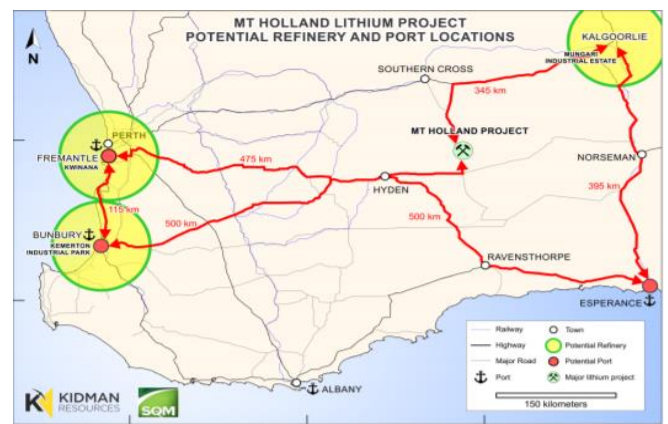 MT HOLLAND LITHIUM PROJECT
POTENTIAL REFINERY AND PORT LOCATIONS
N
KALGOORLIE
MUNGARI
INDUSTRIAL ESTATE
SOUTHERN CROSS
345 km
PERTH
MT HOLLAND PROJECT
FREMANTLE
KWINANA
475 km
NORSEMAN
HYDEN
395 km
115 km
500 km
500 km
BUNBURY
KEMERTON
INDUSTRIAL PARK
RAVENSTHORPE
ESPERANCE
ALBANY
Railway
Highway
Major Road
Port
Town
Potential Refinery
Potential Port
Major lithium project
150 kilometers
KIDMAN
RESOURCES
SQM